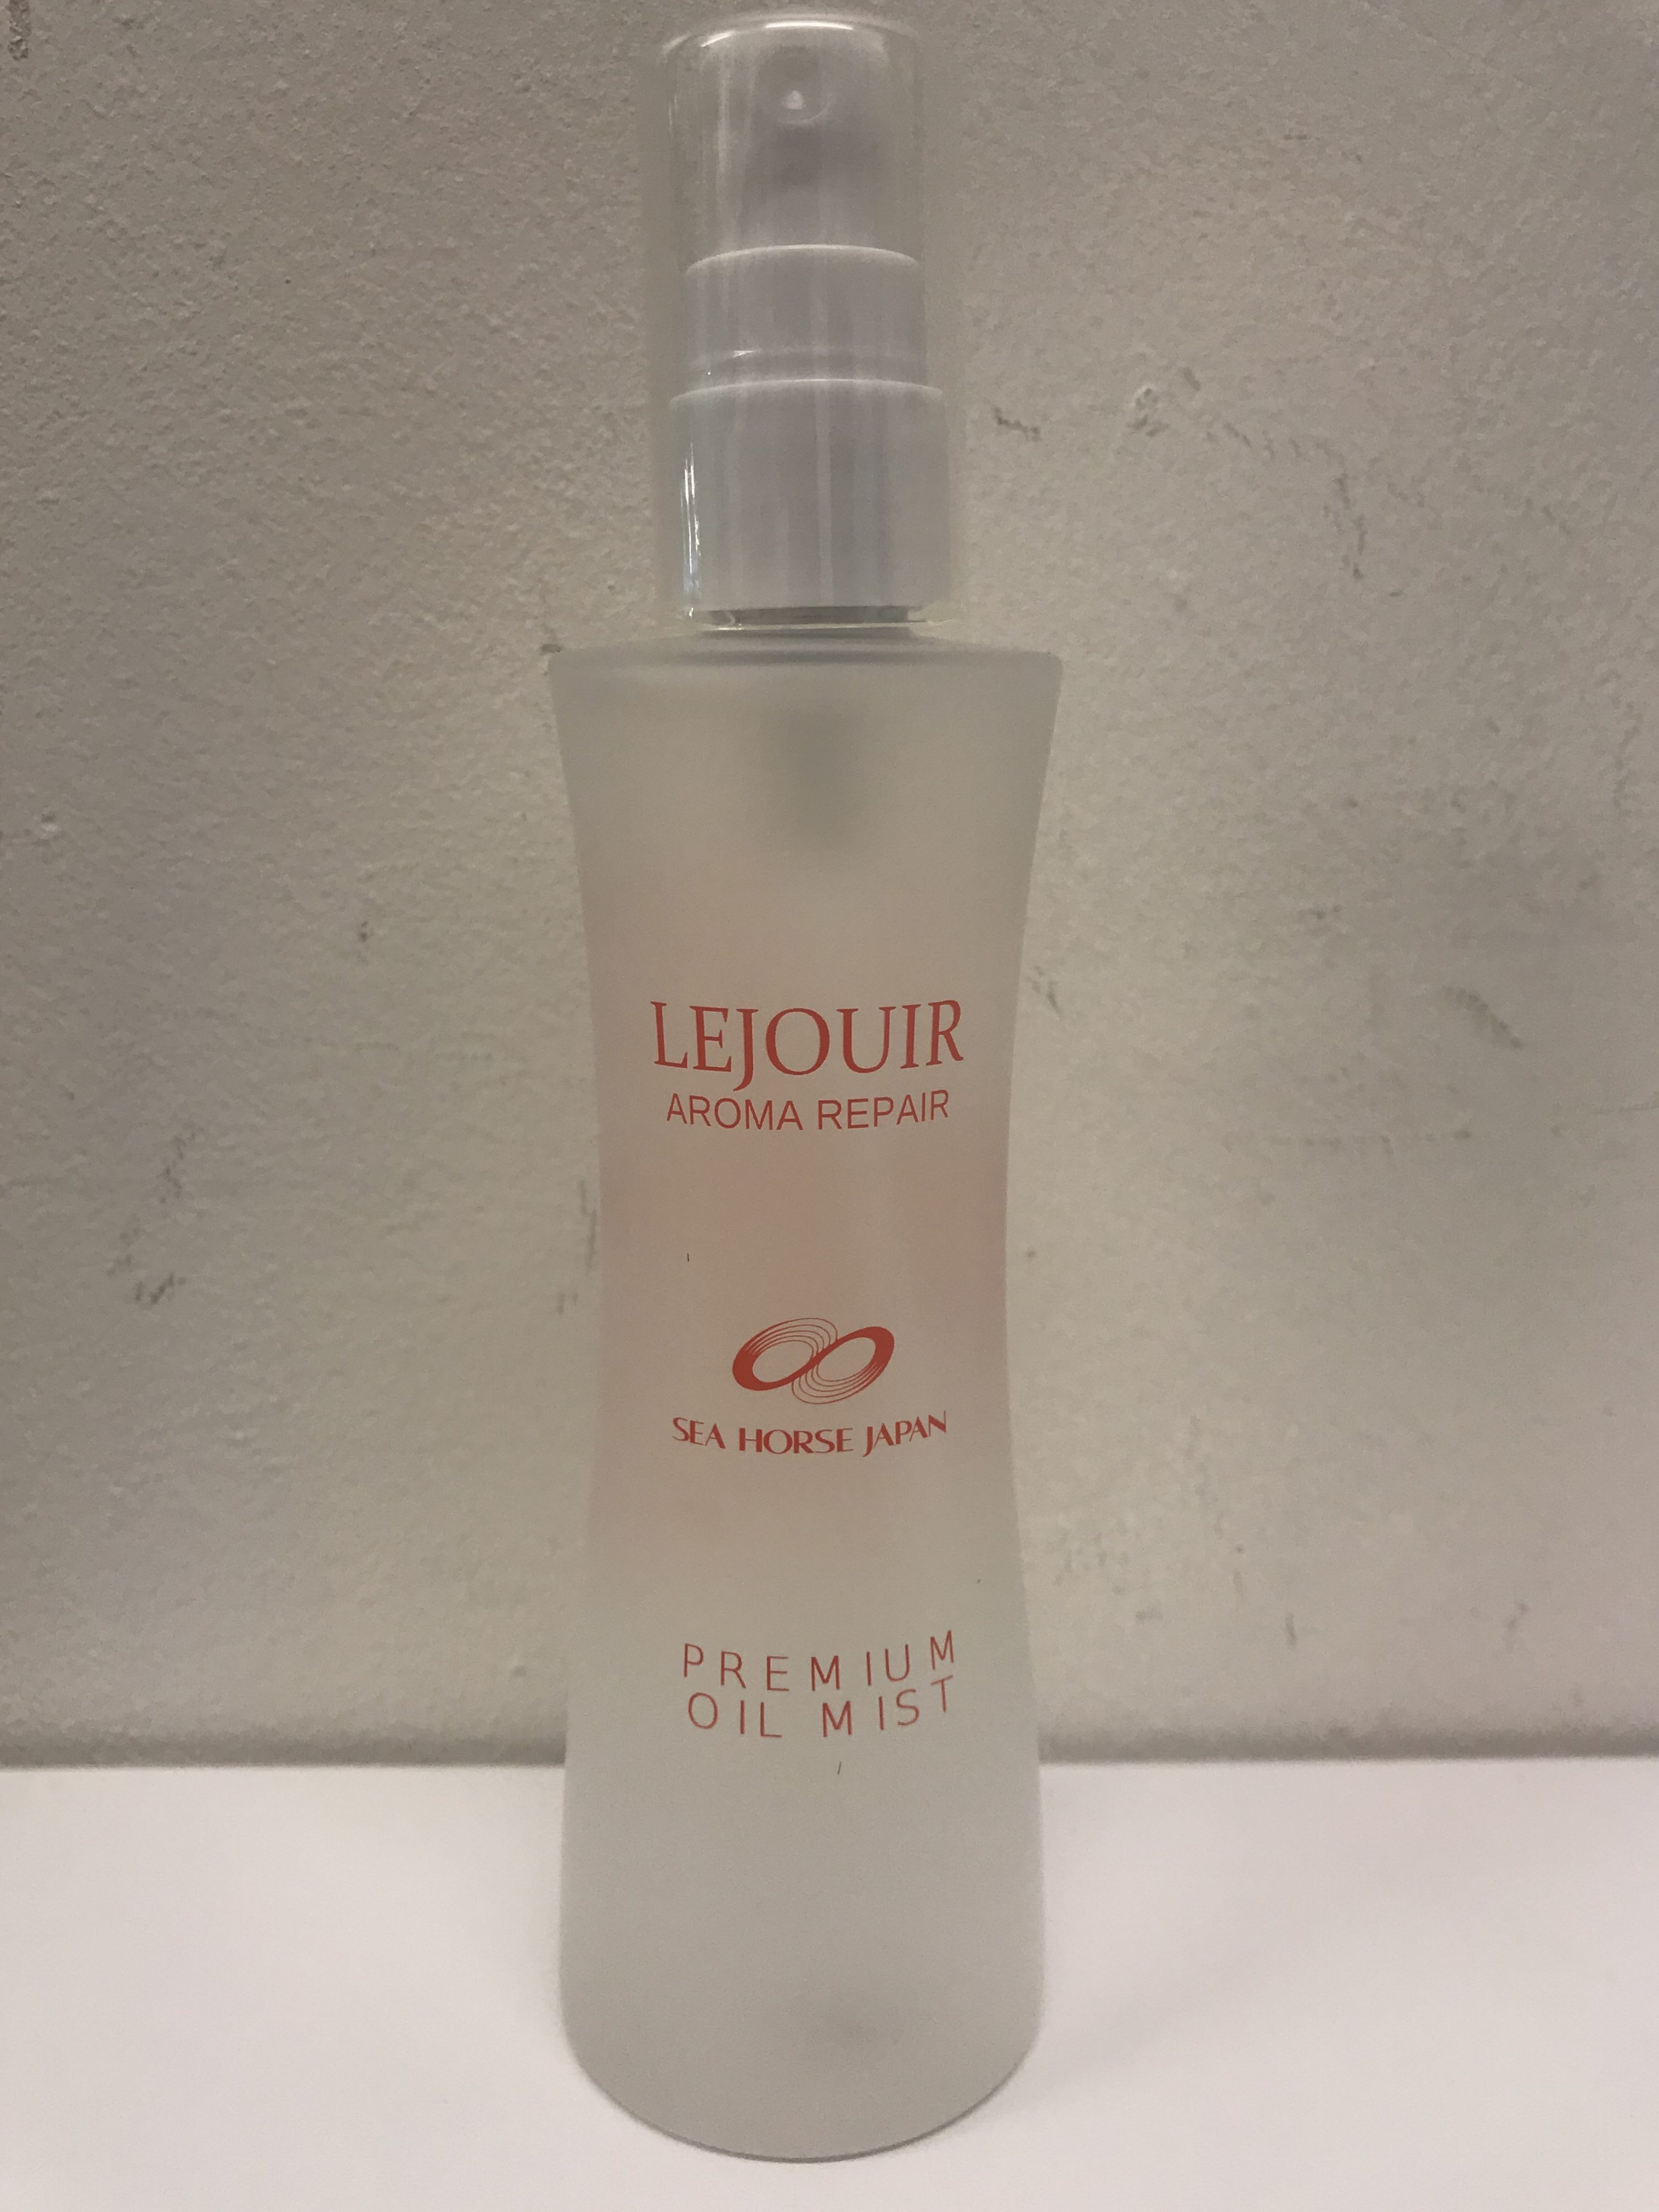 LEJOUIR
AROMA REPAIR
SEA HORSE JAPAN
PREMIUM
OIL MIST